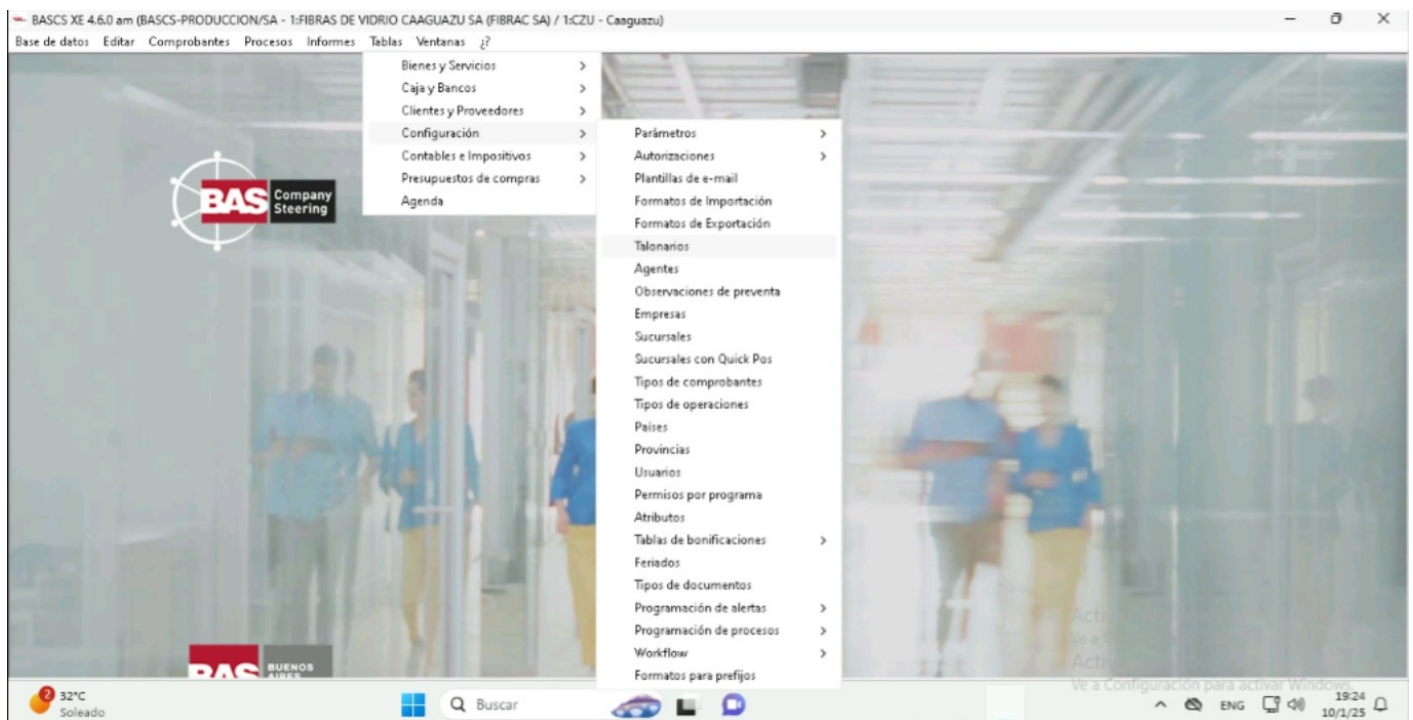 BASCS XE 4.6.0 am (BASCS-PRODUCCION/SA - 1:FIBRAS DE VIDRIO CAAGUAZU SA (FIBRAC SA) / 1:CZU - Caaguazu)
Base de datos Editar Comprobantes Procesos Informes Tablas Ventanas ¿?
Bienes y Servicios
Caja y Bancos
Clientes y Proveedores
Configuración
Contables e Impositivos
Presupuestos de compras
Agenda
Parámetros
Autorizaciones
Plantillas de e-mail
Formatos de Importación
Formatos de Exportación
Talonarios
Agentes
Observaciones de preventa
Empresas
Sucursales
Sucursales con Quick Pos
Tipos de comprobantes
Tipos de operaciones
Países
Provincias
Usuarios
Permisos por programa
Atributos
Tablas de bonificaciones
Feriados
Tipos de documentos
Programación de alertas
Programación de procesos
Workflow
Formatos para prefijos
BAS Company
Steering
BAS BUENOS
AIRES
Ve a Configuración para activar Windows.
2
32°C
Soleado
Buscar
ENG
19:24
10/1/25